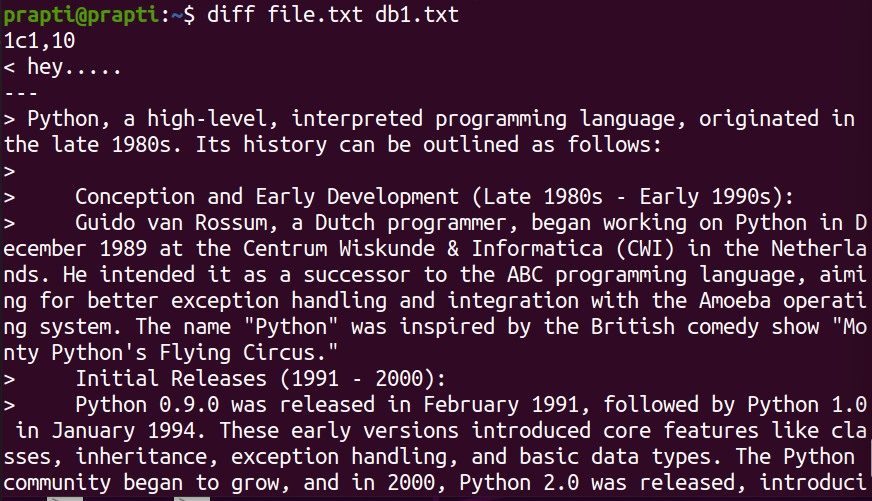 prapti@prapti:~$ diff file.txt db1.txt
1c1,10
< hey.....
---
> Python, a high-level, interpreted programming language, originated in
the late 1980s. Its history can be outlined as follows:
>
>     Conception and Early Development (Late 1980s - Early 1990s):
>     Guido van Rossum, a Dutch programmer, began working on Python in D
ecember 1989 at the Centrum Wiskunde & Informatica (CWI) in the Netherla
nds. He intended it as a successor to the ABC programming language, aimi
ng for better exception handling and integration with the Amoeba operati
ng system. The name "Python" was inspired by the British comedy show "Mo
nty Python's Flying Circus."
>     Initial Releases (1991 - 2000):
>     Python 0.9.0 was released in February 1991, followed by Python 1.0
 in January 1994. These early versions introduced core features like cla
sses, inheritance, exception handling, and basic data types. The Python
community began to grow, and in 2000, Python 2.0 was released, introduci